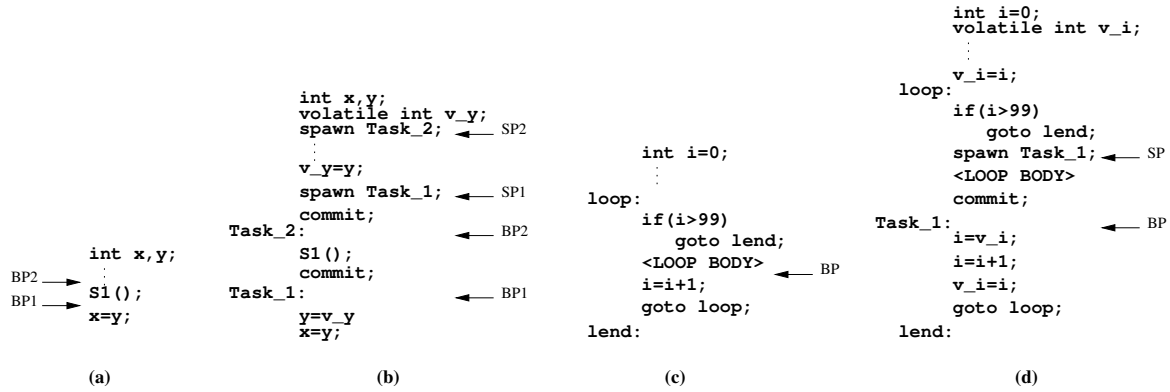 int x,y;
BP2
S1();
BP1
x=y;
(a)
int x,y;
volatile int v_y;
spawn Task_2;
SP2
v_y=y;
spawn Task_1;
SP1
commit;
Task_2:
BP2
S1();
commit;
Task_1:
BP1
y=v_y
x=y;
(b)
int i=0;
loop:
if(i>99)
goto lend;
<LOOP BODY>
BP
i=i+1;
goto loop;
lend:
(c)
int i=0;
volatile int v_i;
v_i=i;
loop:
if(i>99)
goto lend;
spawn Task_1;
SP
<LOOP BODY>
commit;
Task_1:
BP
i=v_i;
i=i+1;
v_i=i;
goto loop;
lend:
(d)